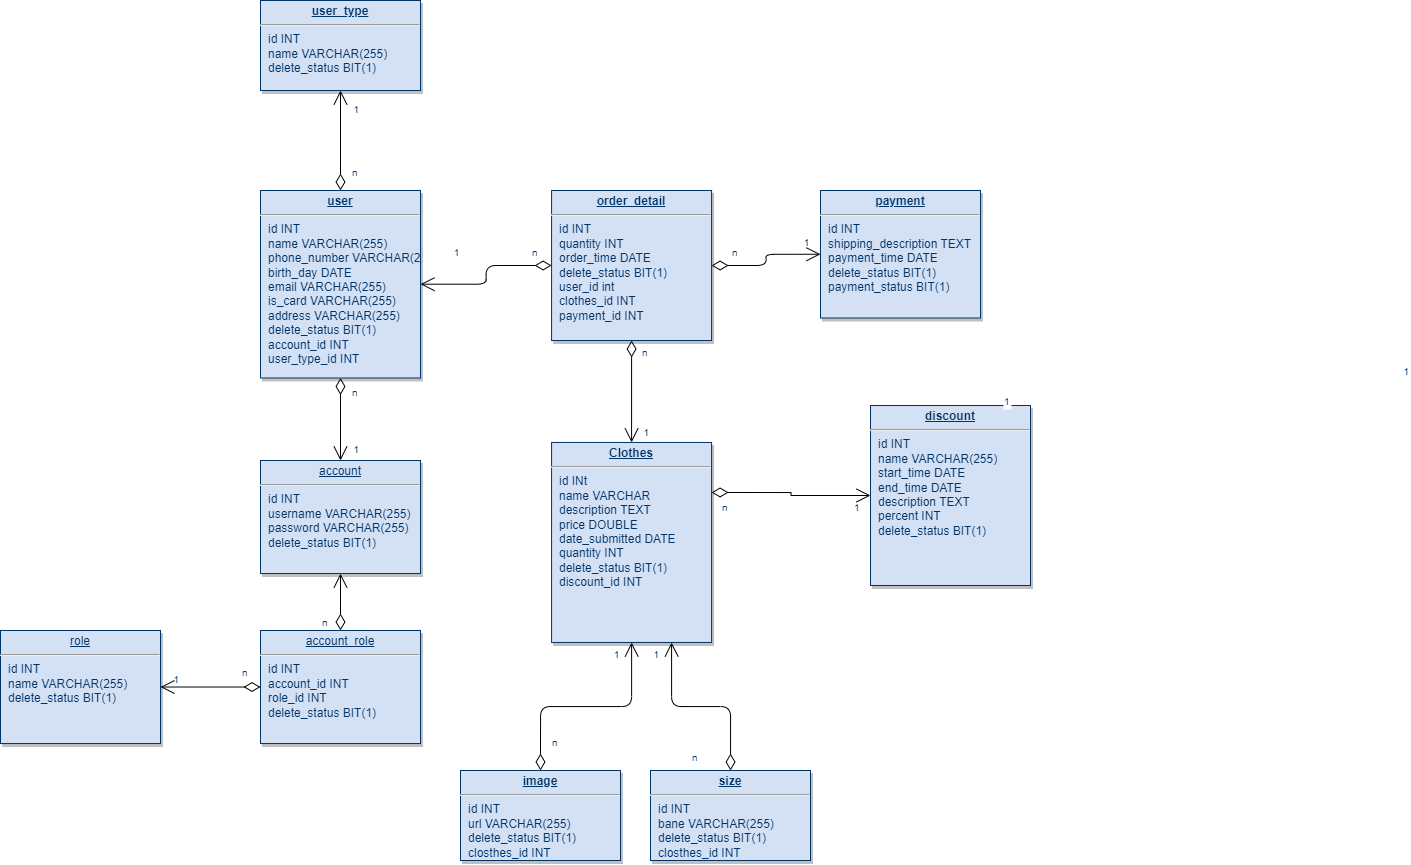 user_type
id INT
name VARCHAR(255)
delete_status BIT(1)
1
n
user
id INT
name VARCHAR(255)
phone_number VARCHAR(2
birth_day DATE
email VARCHAR(255)
is_card VARCHAR(255)
address VARCHAR(255)
delete_status BIT(1)
account_id INT
user_type_id INT
1
n
order_detail
id INT
quantity INT
order_time DATE
delete_status BIT(1)
user_id int
clothes_id INT
payment_id INT
n
1
payment
id INT
shipping_description TEXT
payment_time DATE
delete_status BIT(1)
payment_status BIT(1)
n
1
n
1
1
account
id INT
username VARCHAR(255)
password VARCHAR(255)
delete_status BIT(1)
Clothes
id INt
name VARCHAR
description TEXT
price DOUBLE
date_submitted DATE
quantity INT
delete_status BIT(1)
discount_id INT
n
1
1
discount
id INT
name VARCHAR(255)
start_time DATE
end_time DATE
description TEXT
percent INT
delete_status BIT(1)
n
role
id INT
name VARCHAR(255)
delete_status BIT(1)
1
n
account_role
id INT
account_id INT
role_id INT
delete_status BIT(1)
1
1
n
n
image
id INT
url VARCHAR(255)
delete_status BIT(1)
closthes_id INT
size
id INT
bane VARCHAR(255)
delete_status BIT(1)
closthes_id INT